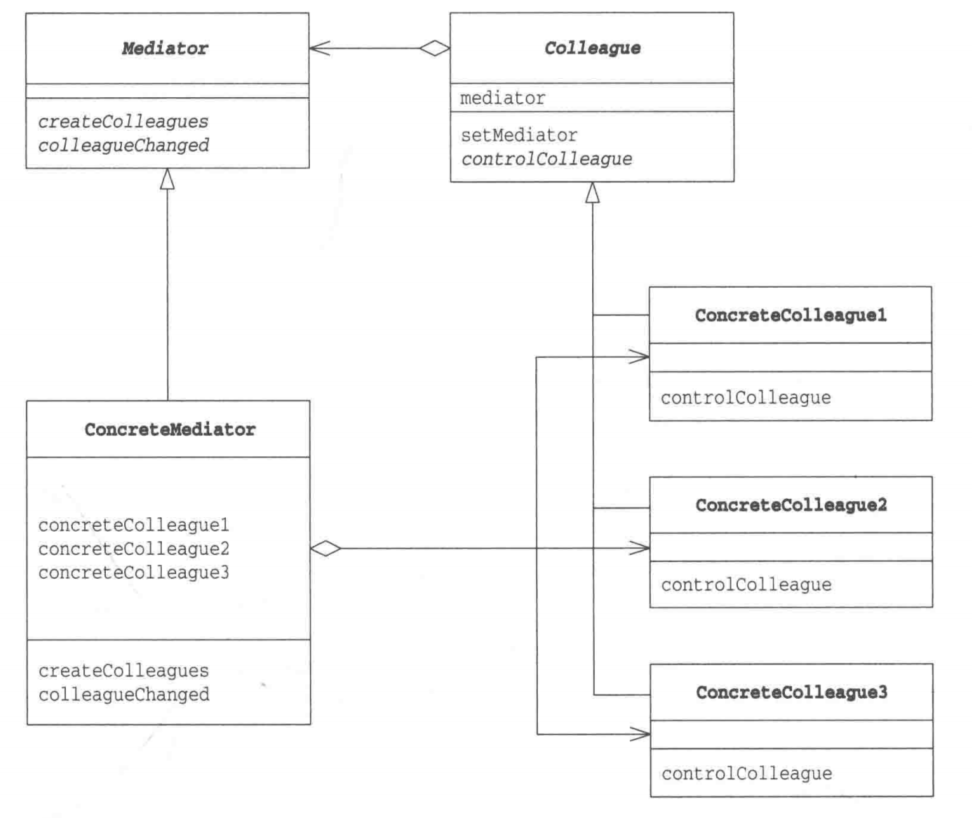 Mediator
createColleagues
colleagueChanged
Colleague
mediator
setMediator
controlColleague
ConcreteMediator
concreteColleague1
concreteColleague2
concreteColleague3
createColleagues
colleagueChanged
ConcreteColleague1
controlColleague
ConcreteColleague2
controlColleague
ConcreteColleague3
controlColleague